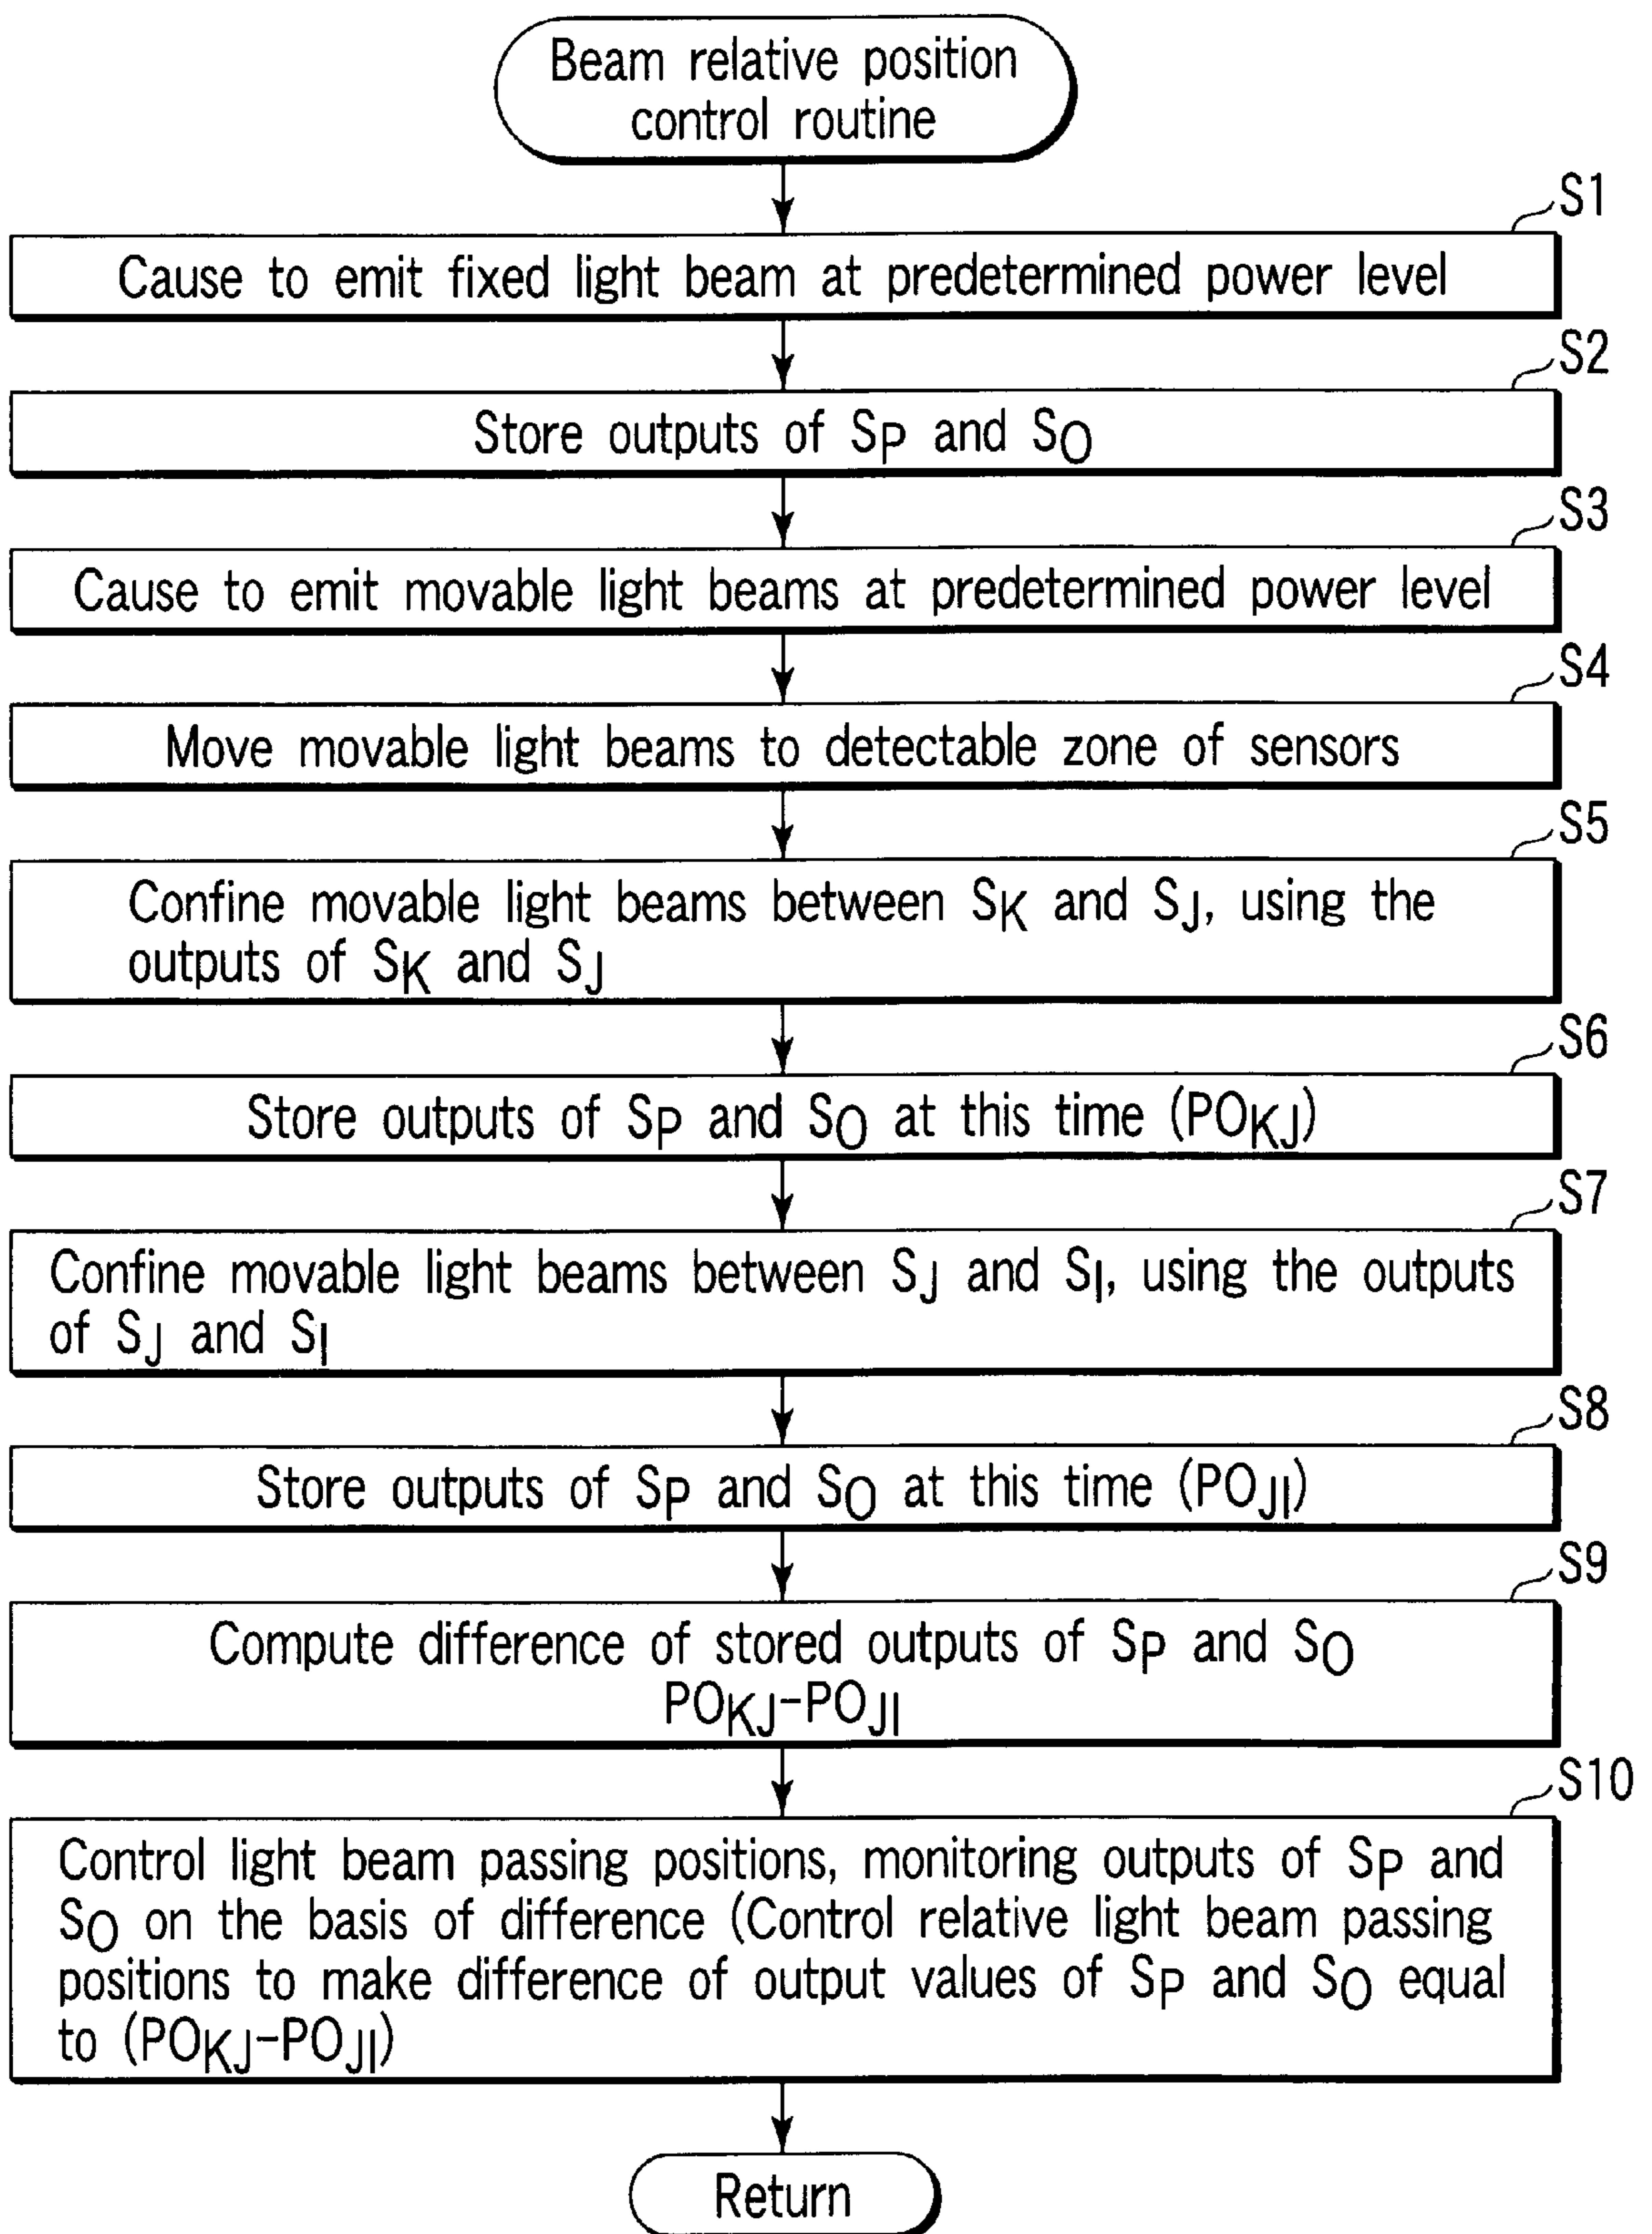 Beam relative position
control routine
S1
Cause to emit fixed light beam at predetermined power level
S2
Store outputs of SP and SO
S3
Cause to emit movable light beams at predetermined power level
S4
Move movable light beams to detectable zone of sensors
S5
Confine movable light beams between SK and SJ, using the
outputs of SK and SJ
S6
Store outputs of SP and SO at this time (POKJ)
S7
Confine movable light beams between SJ and SI, using the outputs
of SJ and SI
S8
Store outputs of SP and SO at this time (POJI)
S9
Compute difference of stored outputs of SP and SO
POKJ-POJI
S10
Control light beam passing positions, monitoring outputs of SP and
SO on the basis of difference (Control relative light beam passing
positions to make difference of output values of SP and SO equal
to (POKJ-POJI)
Return